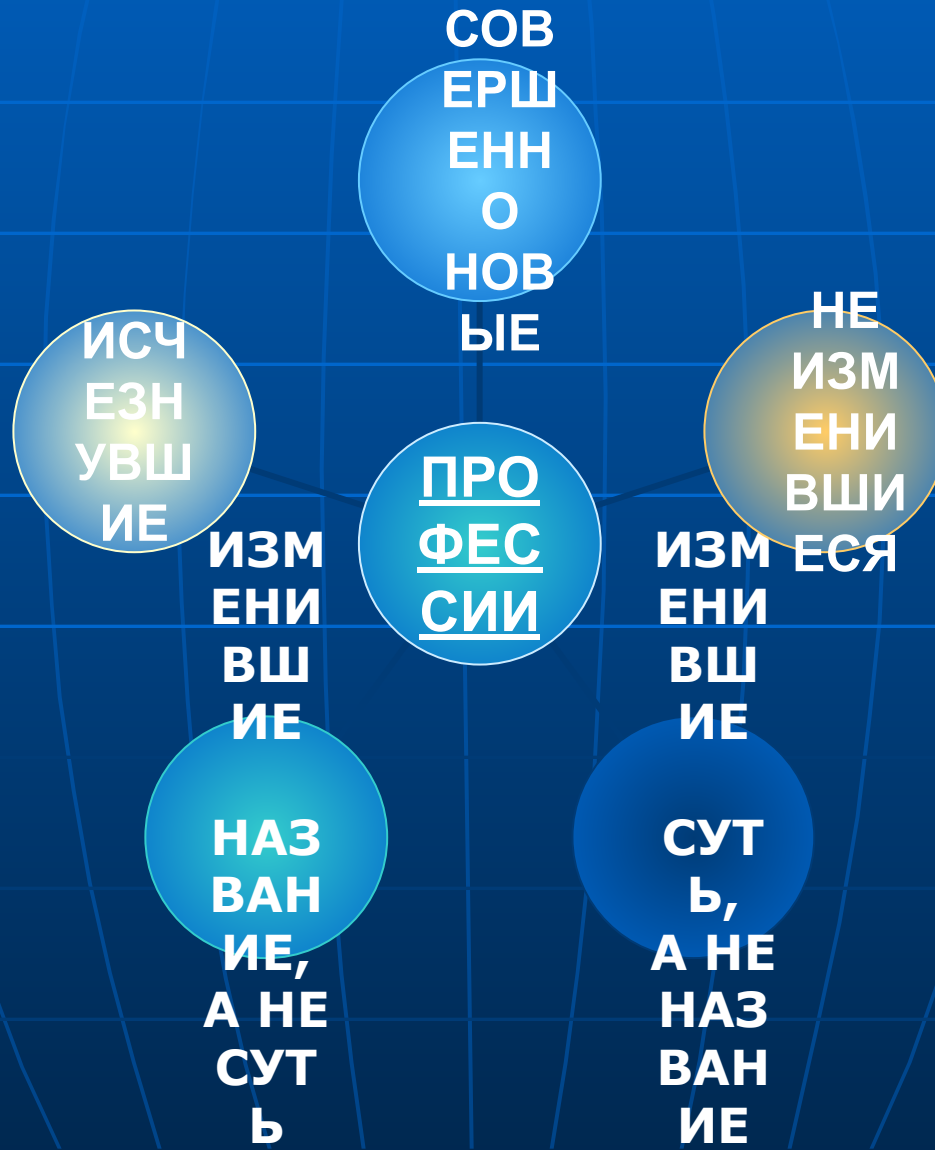 СОВ
ЕРШ
ЕНН
О
НОВ
ЫЕ
ИСЧ
ЕЗН
УВШ
ИЕ
НЕ
ИЗМ
ЕНИ
ВШИ
ЕСЯ
ПРО
ФЕС
СИИ
ИЗМ
ЕНИ
ВШ
ИЕ
НАЗ
ВАН
ИЕ,
А НЕ
СУТ
Ь
ИЗМ
ЕНИ
ВШ
ИЕ
СУТ
Ь,
А НЕ
НАЗ
ВАН
ИЕ